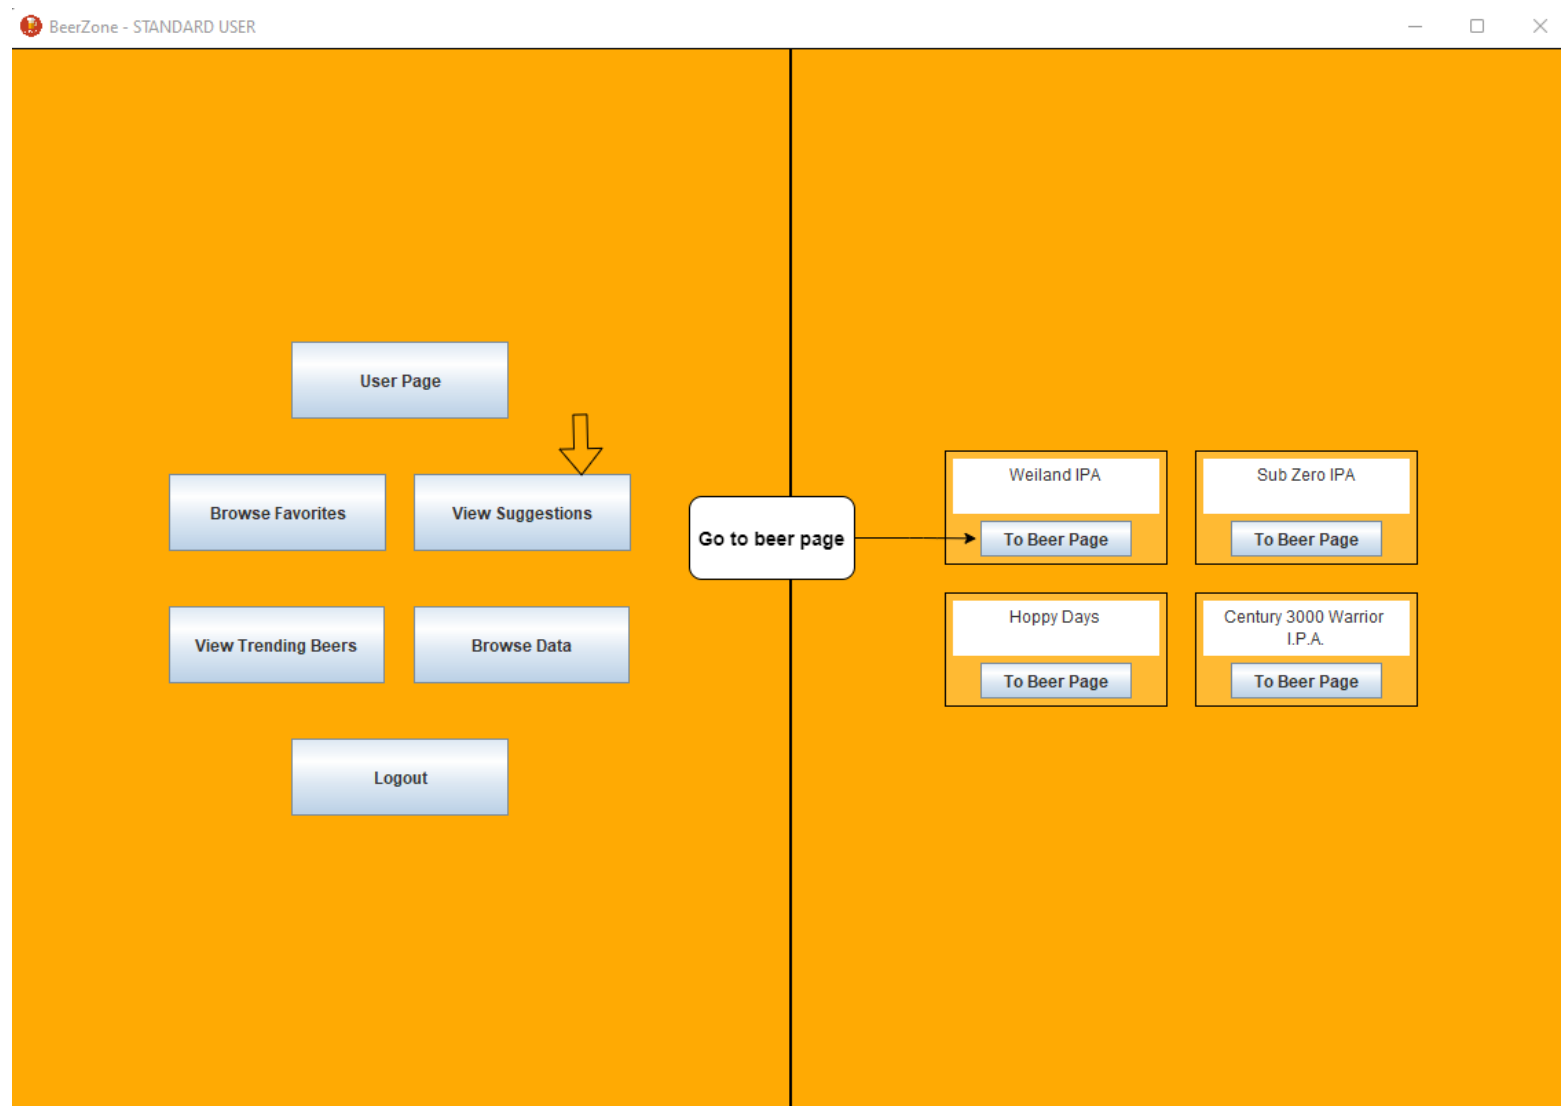 BeerZone - STANDARD USER
User Page
Browse Favorites
View Suggestions
View Trending Beers
Browse Data
Logout
Go to beer page
Weiland IPA
To Beer Page
Sub Zero IPA
To Beer Page
Hoppy Days
To Beer Page
Century 3000 Warrior
I.P.A.
To Beer Page